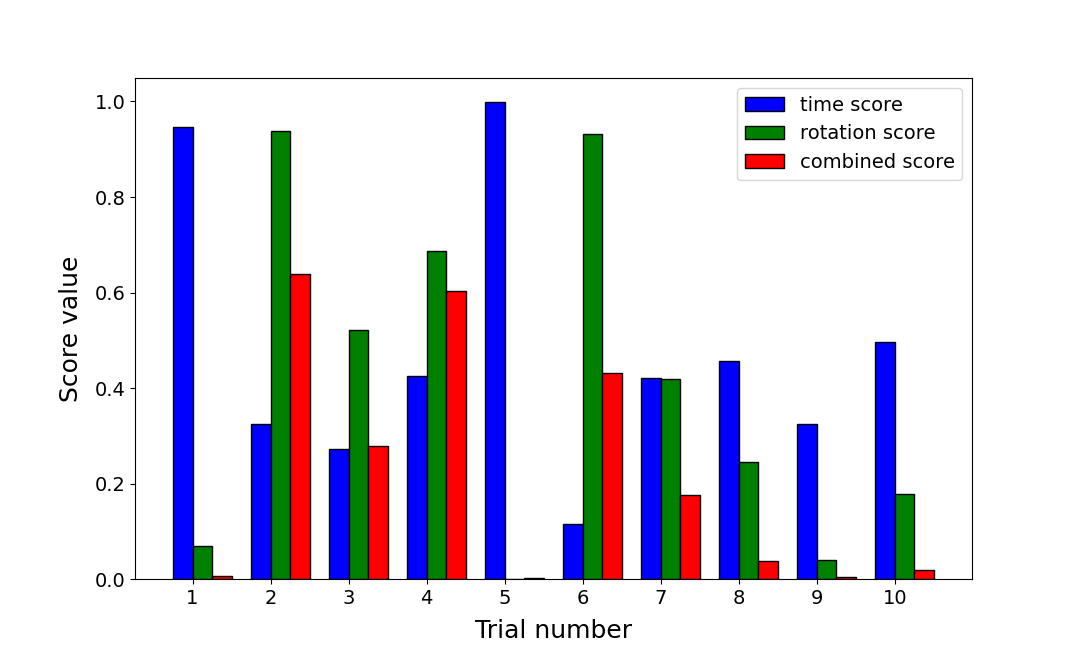 time score
rotation score
combined score
1.0
0.8
0.6
0.4
0.2
0.0
Score value
1 2 3 4 5 6 7 8 9 10
Trial number